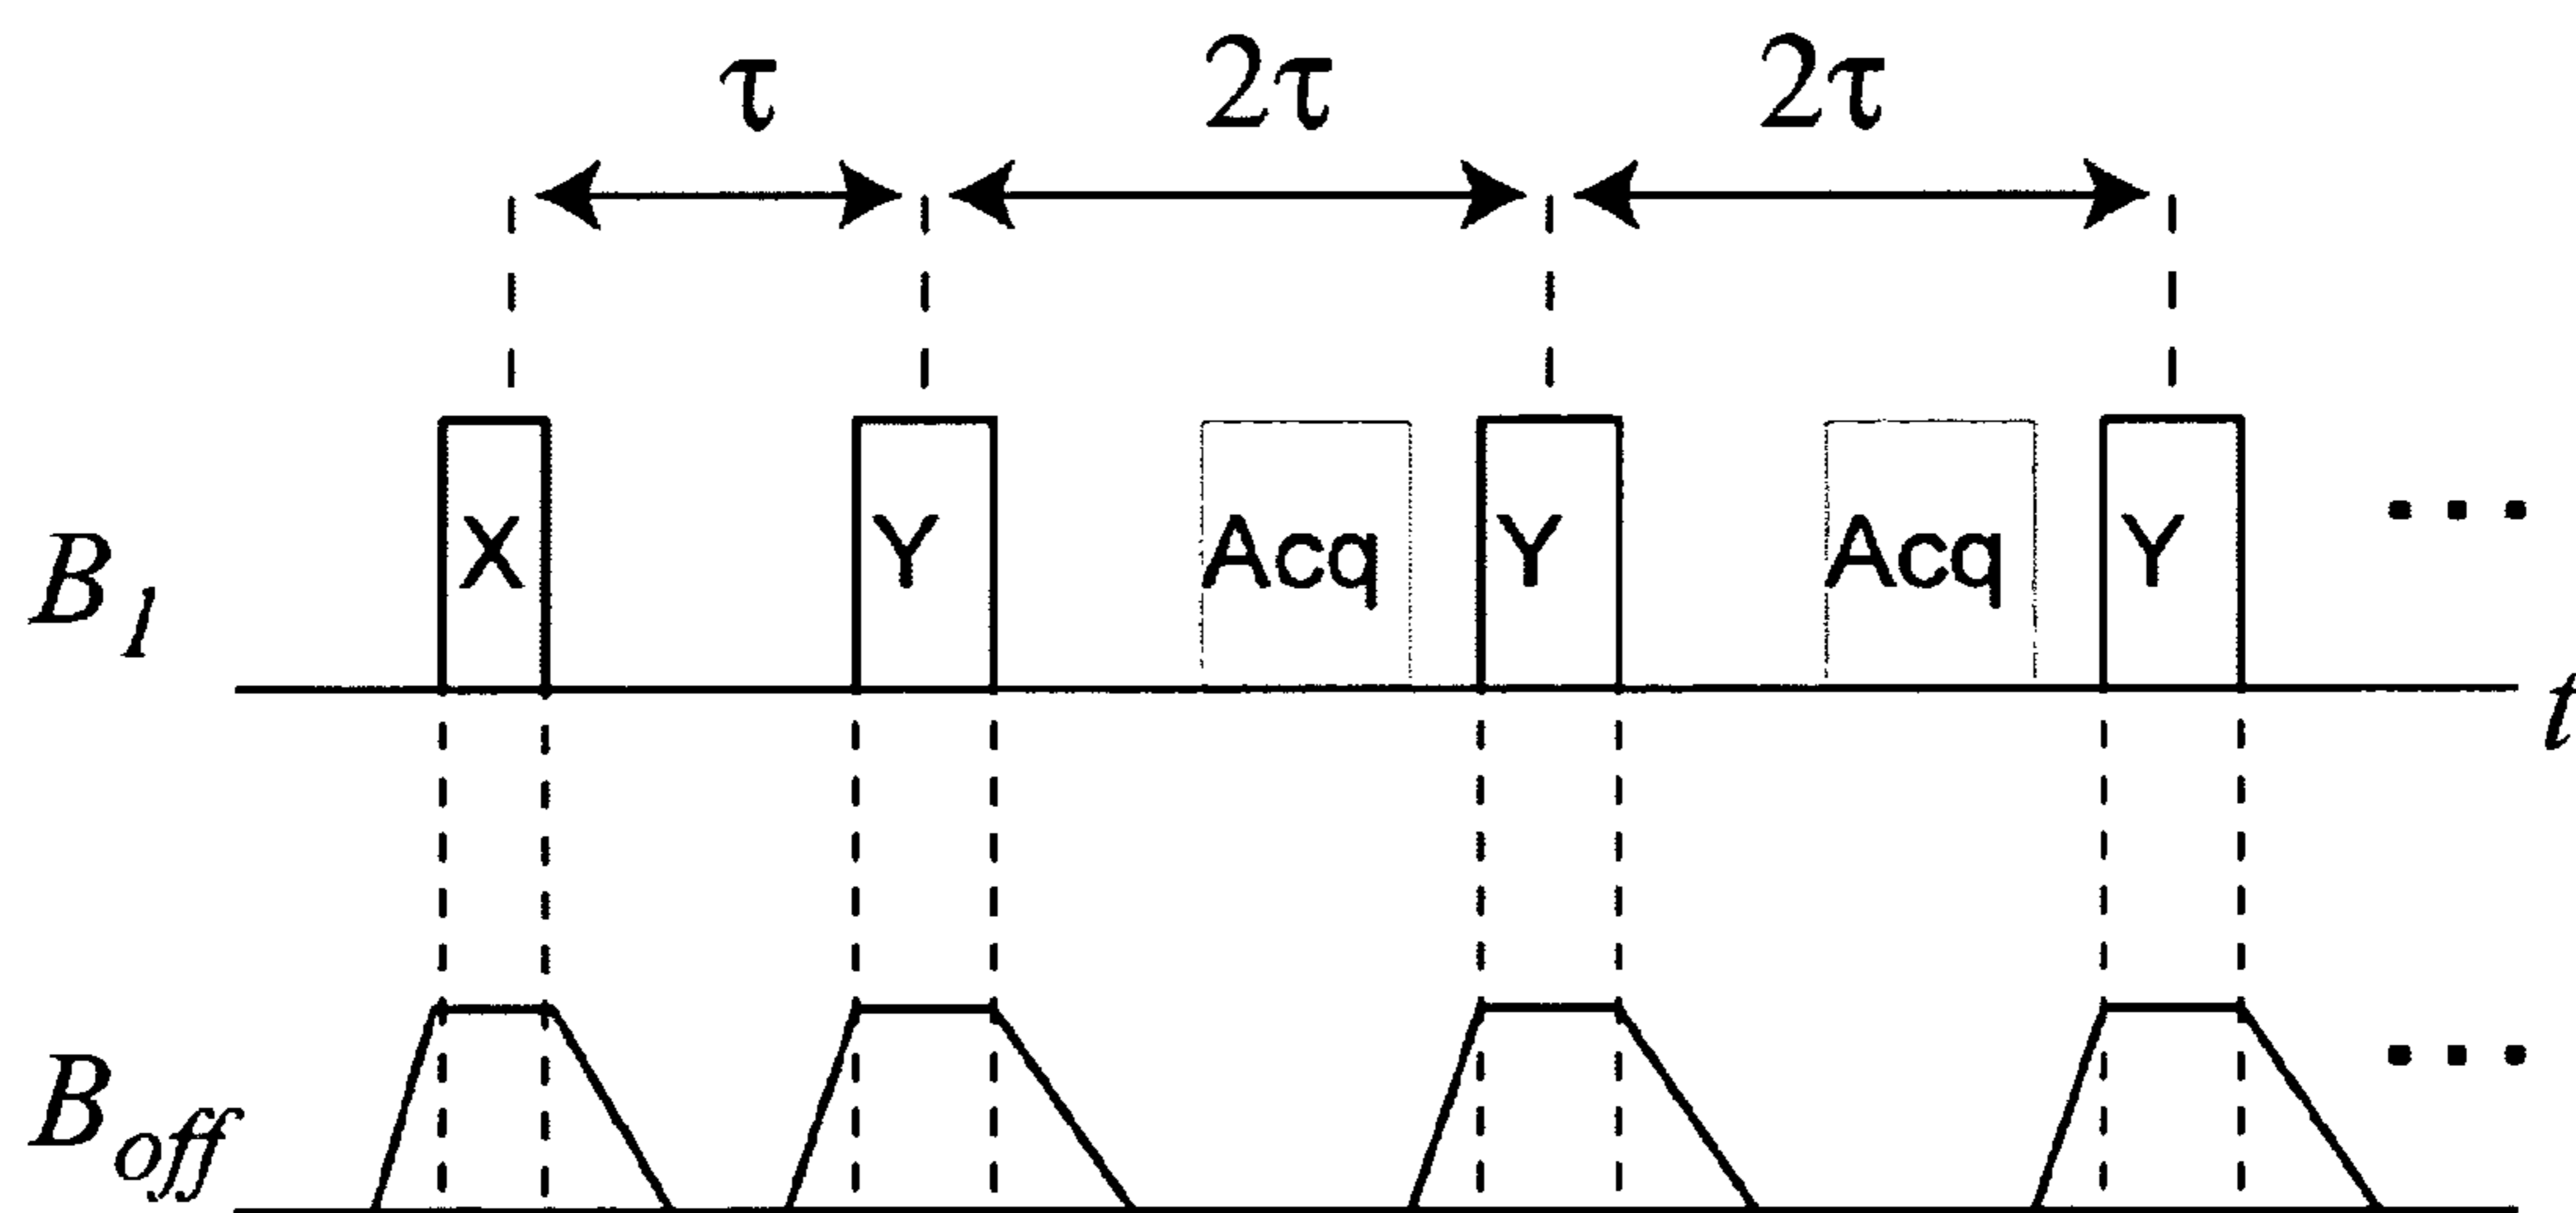 τ 2τ 2τ
B1 X Y Acq Y Acq Y ...
t
Boff ...